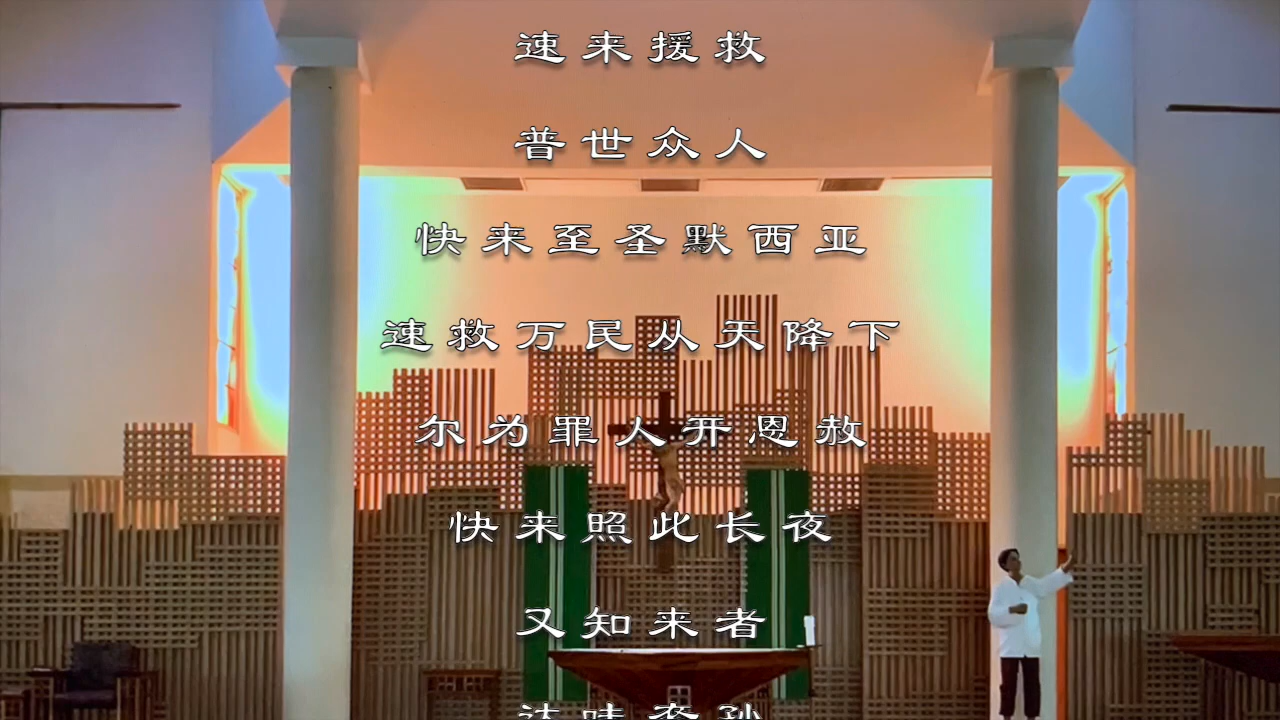 速来援救
普世众人
快来至圣默西亚
速救万民从天降下
尔为罪人开恩赦
快来照此长夜
又知来者